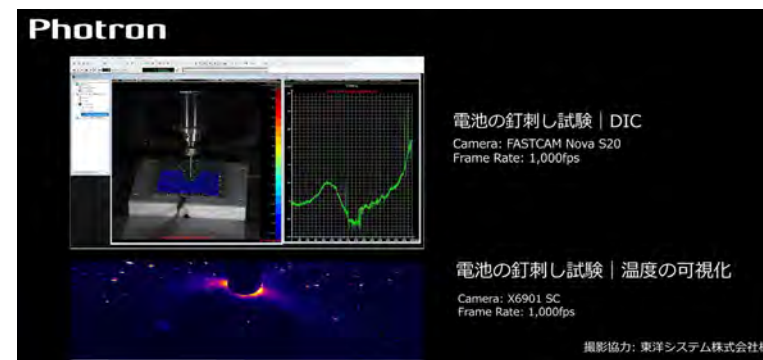 Photron
電池の釘刺し試験｜DIC
Camera: FASTCAM Nova S20
Frame Rate: 1,000fps
電池の釘刺し試験｜温度の可視化
Camera: X6901 SC
Frame Rate: 1,000fps
撮影協力: 東洋システム株式会社様